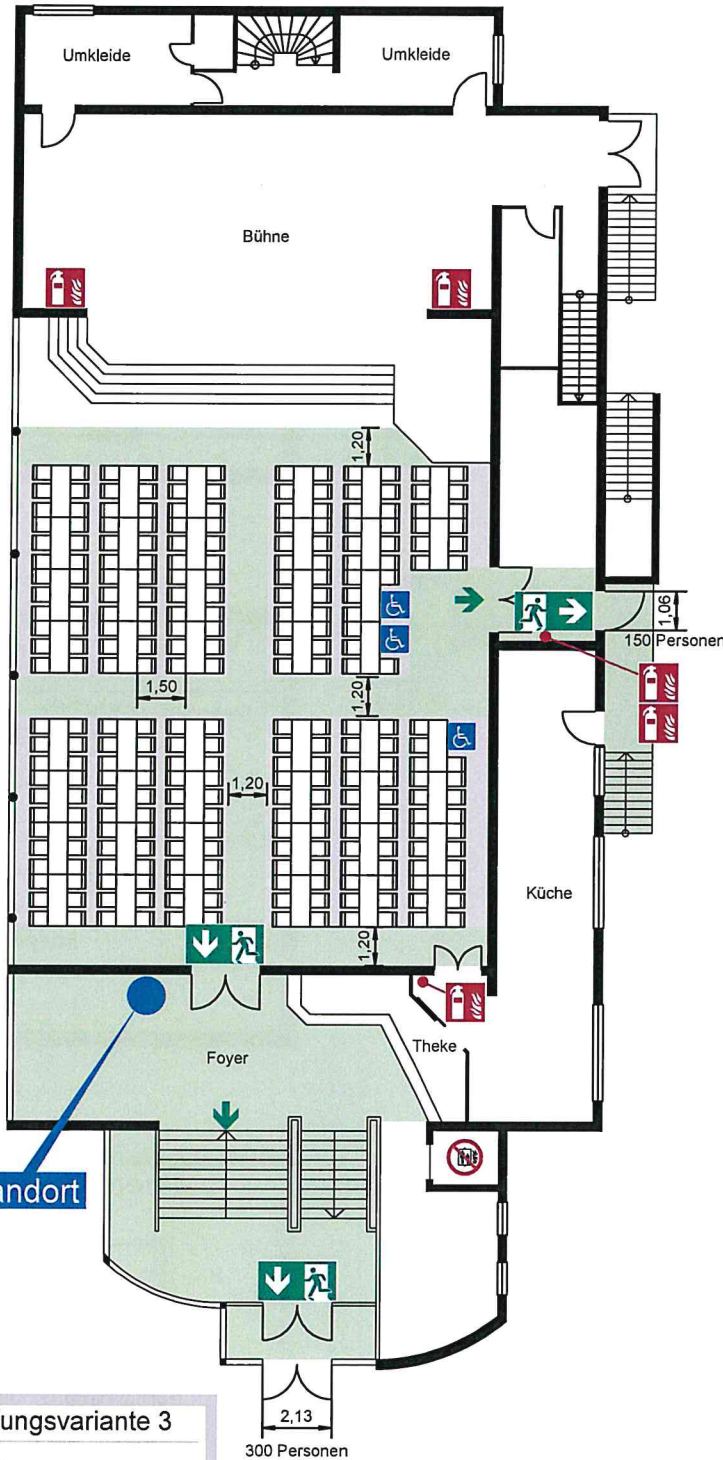 Umkleide
Umkleide
Bühne
1,20
1,06
150 Personen
1,50
1,20
1,20
Küche
1,20
Theke
Foyer
andort
ungsvariante 3
2,13
300 Personen